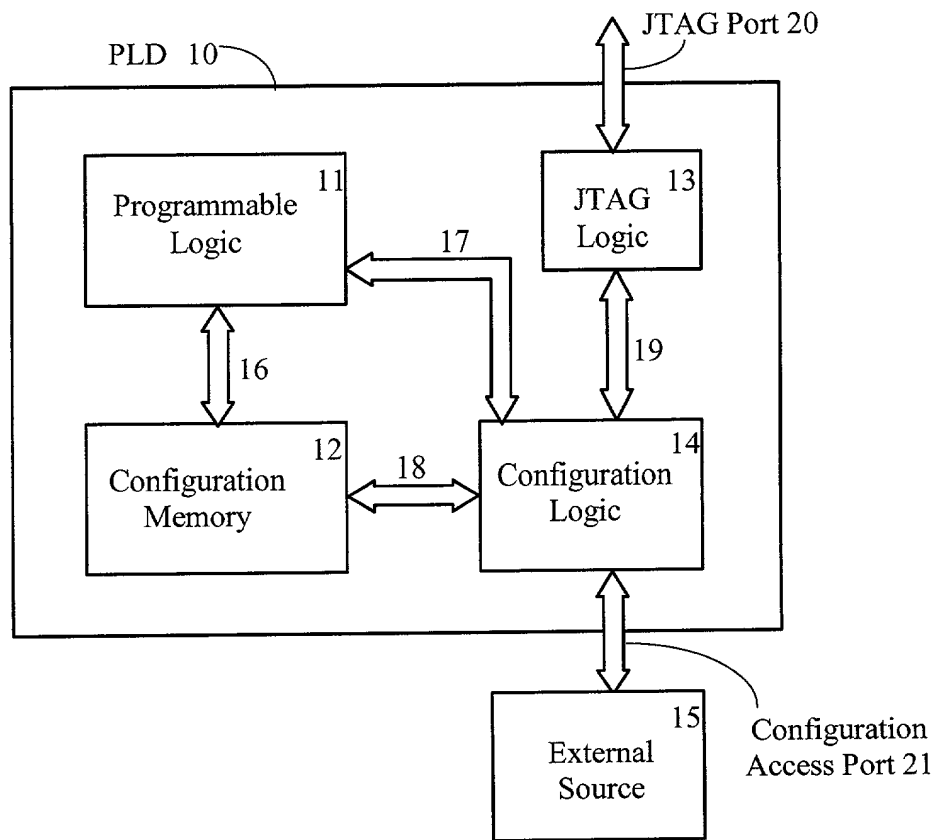 JTAG Port 20
PLD 10
11
Programmable
Logic
13
JTAG
Logic
17
16
19
12
Configuration
Memory
18
14
Configuration
Logic
15
External
Source
Configuration
Access Port 21